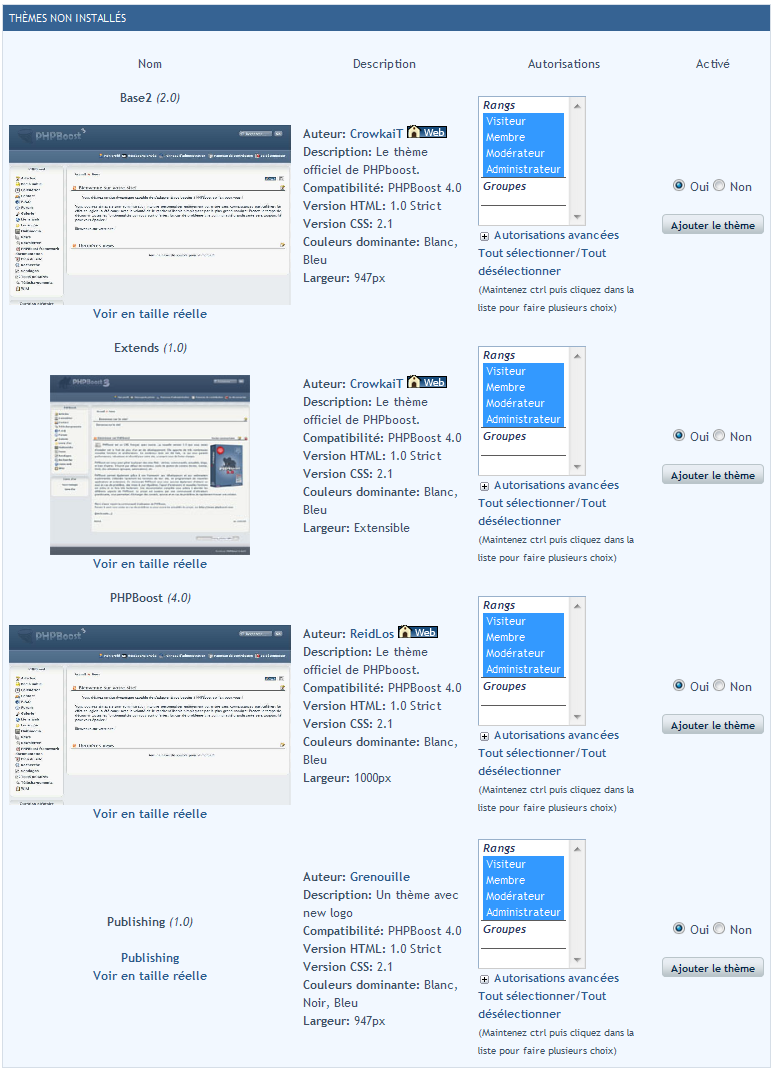 THÈMES NON INSTALLÉS
Nom Description Autorisations Activé
Base2 (2.0)
PHPBoost 3
Voir en taille réelle
Auteur: CrowkaiT Web
Description: Le thème
officiel de PHPboost.
Compatibilité: PHPBoost 4.0
Version HTML: 1.0 Strict
Version CSS: 2.1
Couleurs dominante: Blanc,
Bleu
Largeur: 947px
Rangs
Visiteur
Membre
Modérateur
Administrateur
Groupes
Autorisations avancées
Tout sélectionner/Tout
désélectionner
(Maintenez ctrl puis cliquez dans la
liste pour faire plusieurs choix)
Oui Non
Ajouter le thème
Extends (1.0)
PHPBoost 3
Voir en taille réelle
Auteur: CrowkaiT Web
Description: Le thème
officiel de PHPboost.
Compatibilité: PHPBoost 4.0
Version HTML: 1.0 Strict
Version CSS: 2.1
Couleurs dominante: Blanc,
Bleu
Largeur: Extensible
Rangs
Visiteur
Membre
Modérateur
Administrateur
Groupes
Autorisations avancées
Tout sélectionner/Tout
désélectionner
(Maintenez ctrl puis cliquez dans la
liste pour faire plusieurs choix)
Oui Non
Ajouter le thème
PHPBoost (4.0)
PHPBoost 3
Voir en taille réelle
Auteur: ReidLos Web
Description: Le thème
officiel de PHPBoost.
Compatibilité: PHPBoost 4.0
Version HTML: 1.0 Strict
Version CSS: 2.1
Couleurs dominante: Blanc,
Bleu
Largeur: 1000px
Rangs
Visiteur
Membre
Modérateur
Administrateur
Groupes
Autorisations avancées
Tout sélectionner/Tout
désélectionner
(Maintenez ctrl puis cliquez dans la
liste pour faire plusieurs choix)
Oui Non
Ajouter le thème
Publishing (1.0)
Publishing
Voir en taille réelle
Auteur: Grenouille
Description: Un thème avec
new logo
Compatibilité: PHPBoost 4.0
Version HTML: 1.0 Strict
Version CSS: 2.1
Couleurs dominante: Blanc,
Noir, Bleu
Largeur: 947px
Rangs
Visiteur
Membre
Modérateur
Administrateur
Groupes
Autorisations avancées
Tout sélectionner/Tout
désélectionner
(Maintenez ctrl puis cliquez dans la
liste pour faire plusieurs choix)
Oui Non
Ajouter le thème